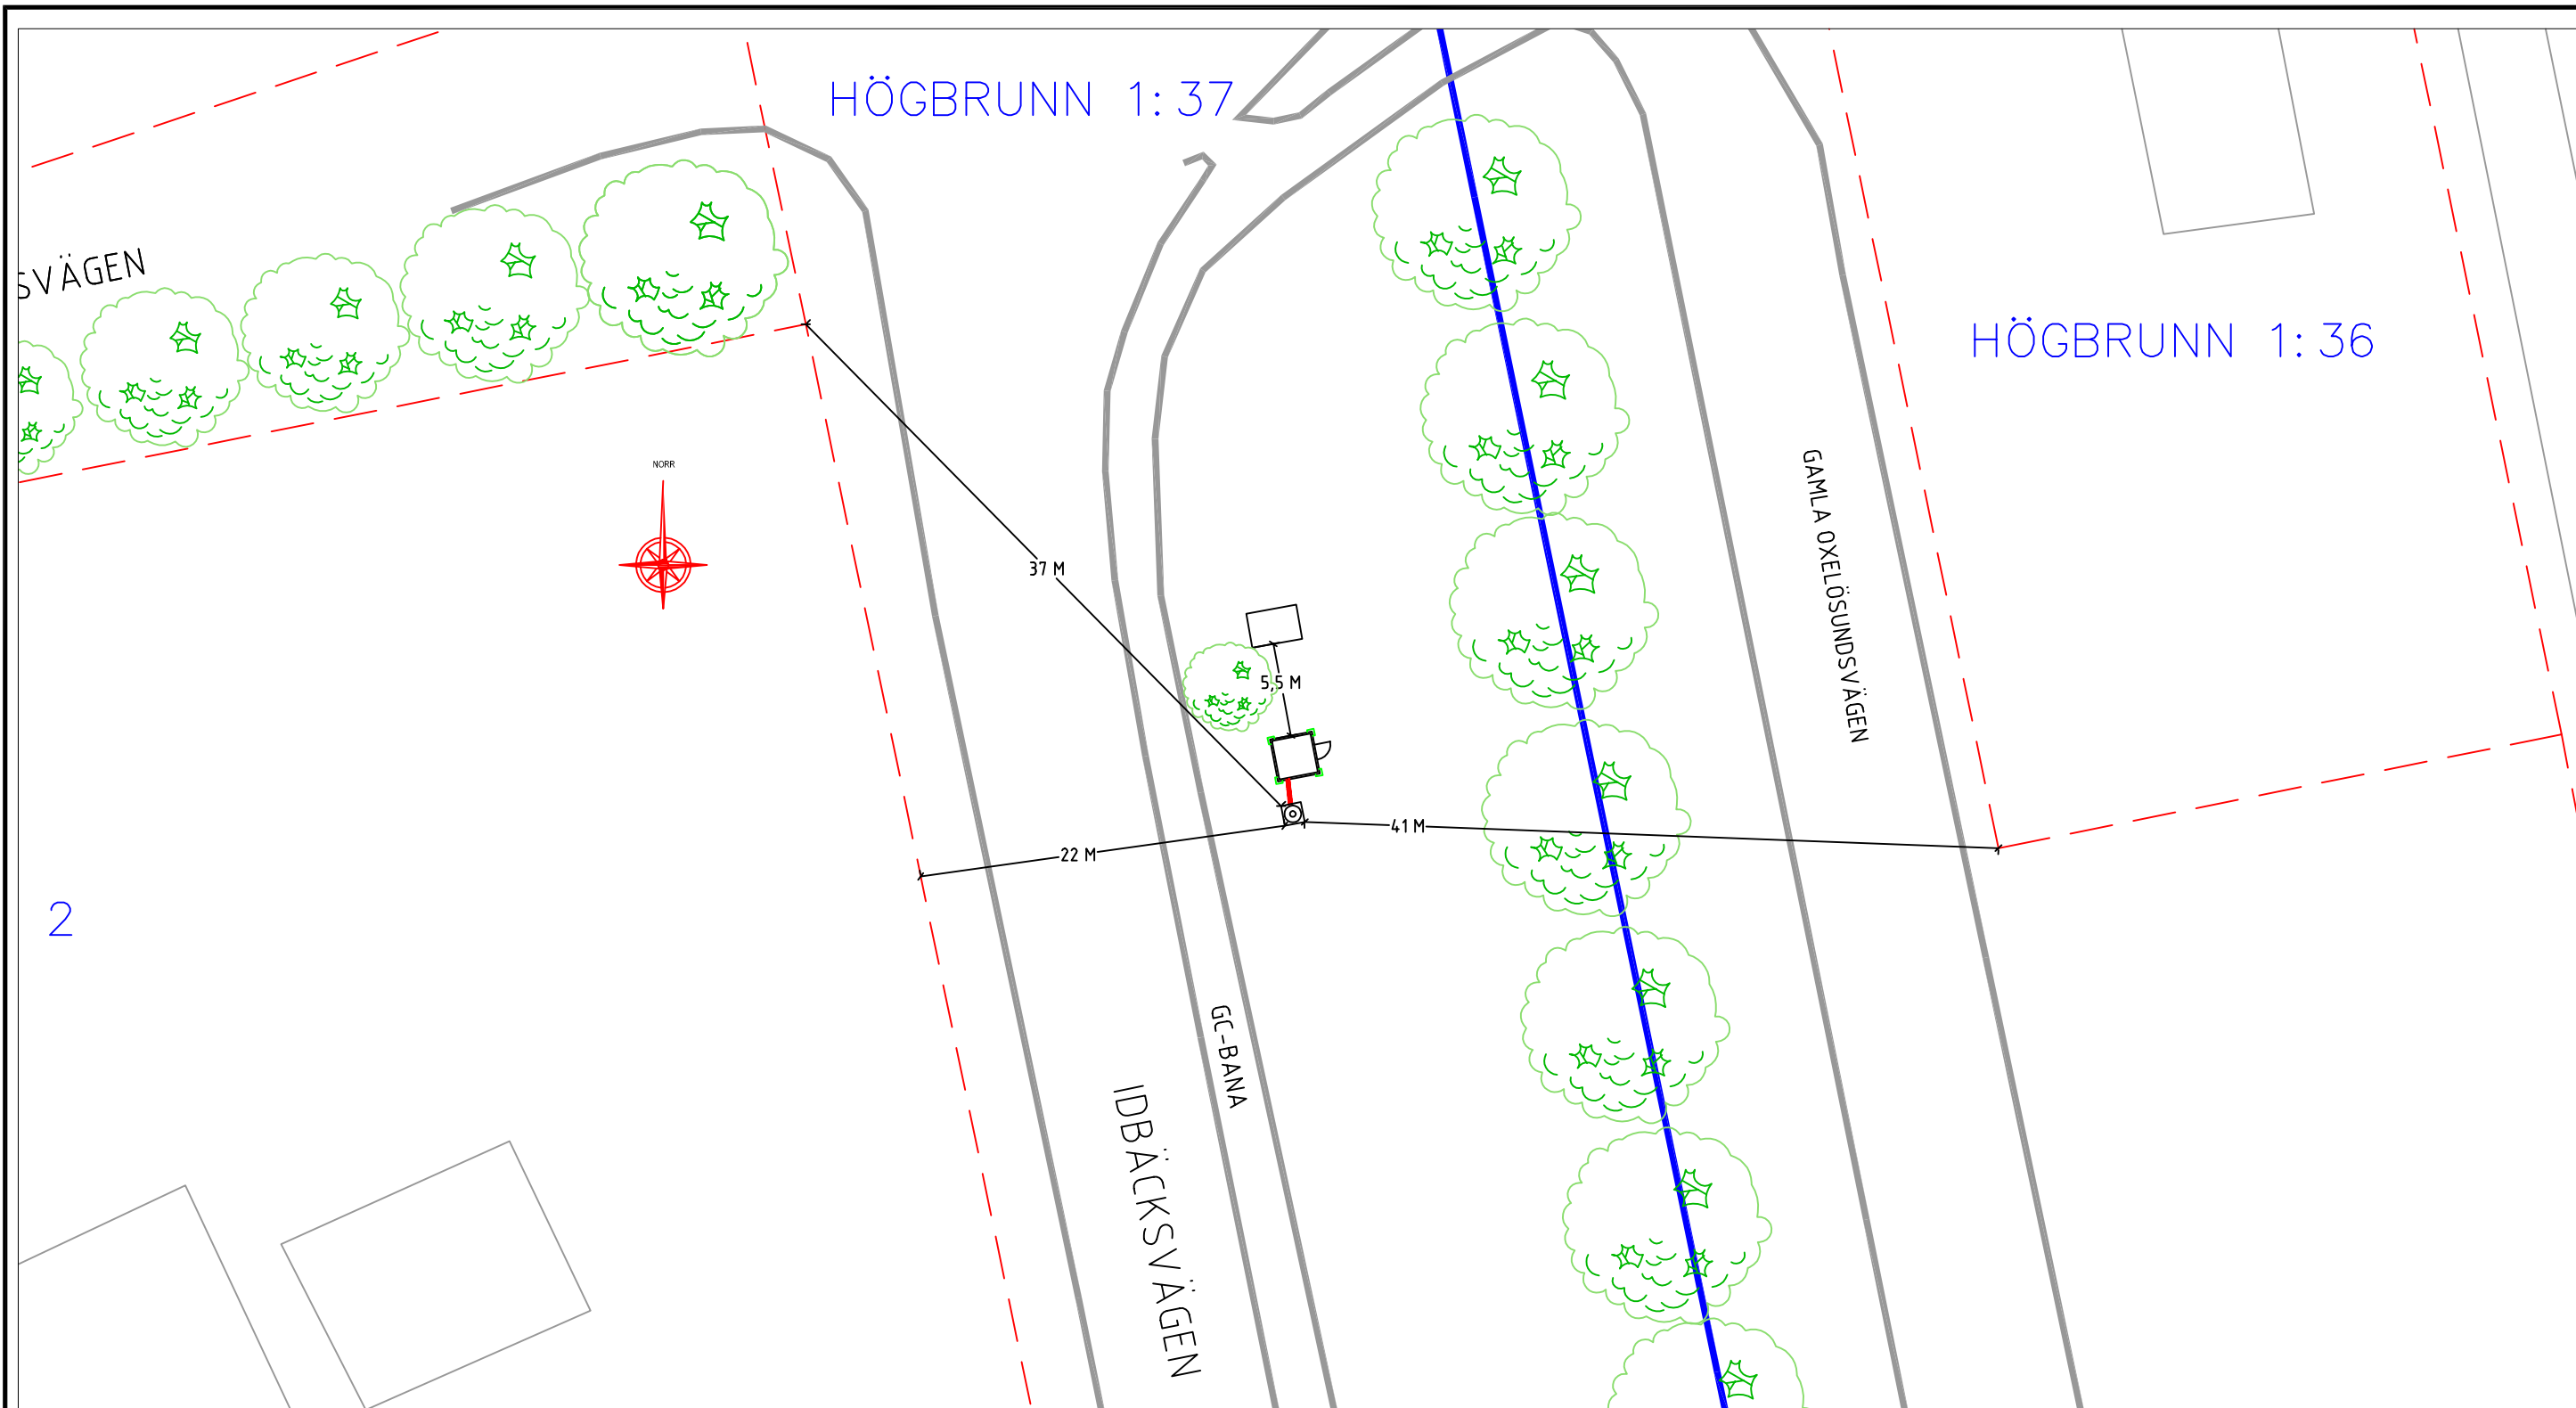 HÖGBRUNN 1:37
SVÄGEN
HÖGBRUNN 1:36
NORR
GAMLA OXELÖSUNDSVÄGEN
37 M
5,5 M
41 M
22 M
2
GC-BANA
IDBÄCKSVÄGEN